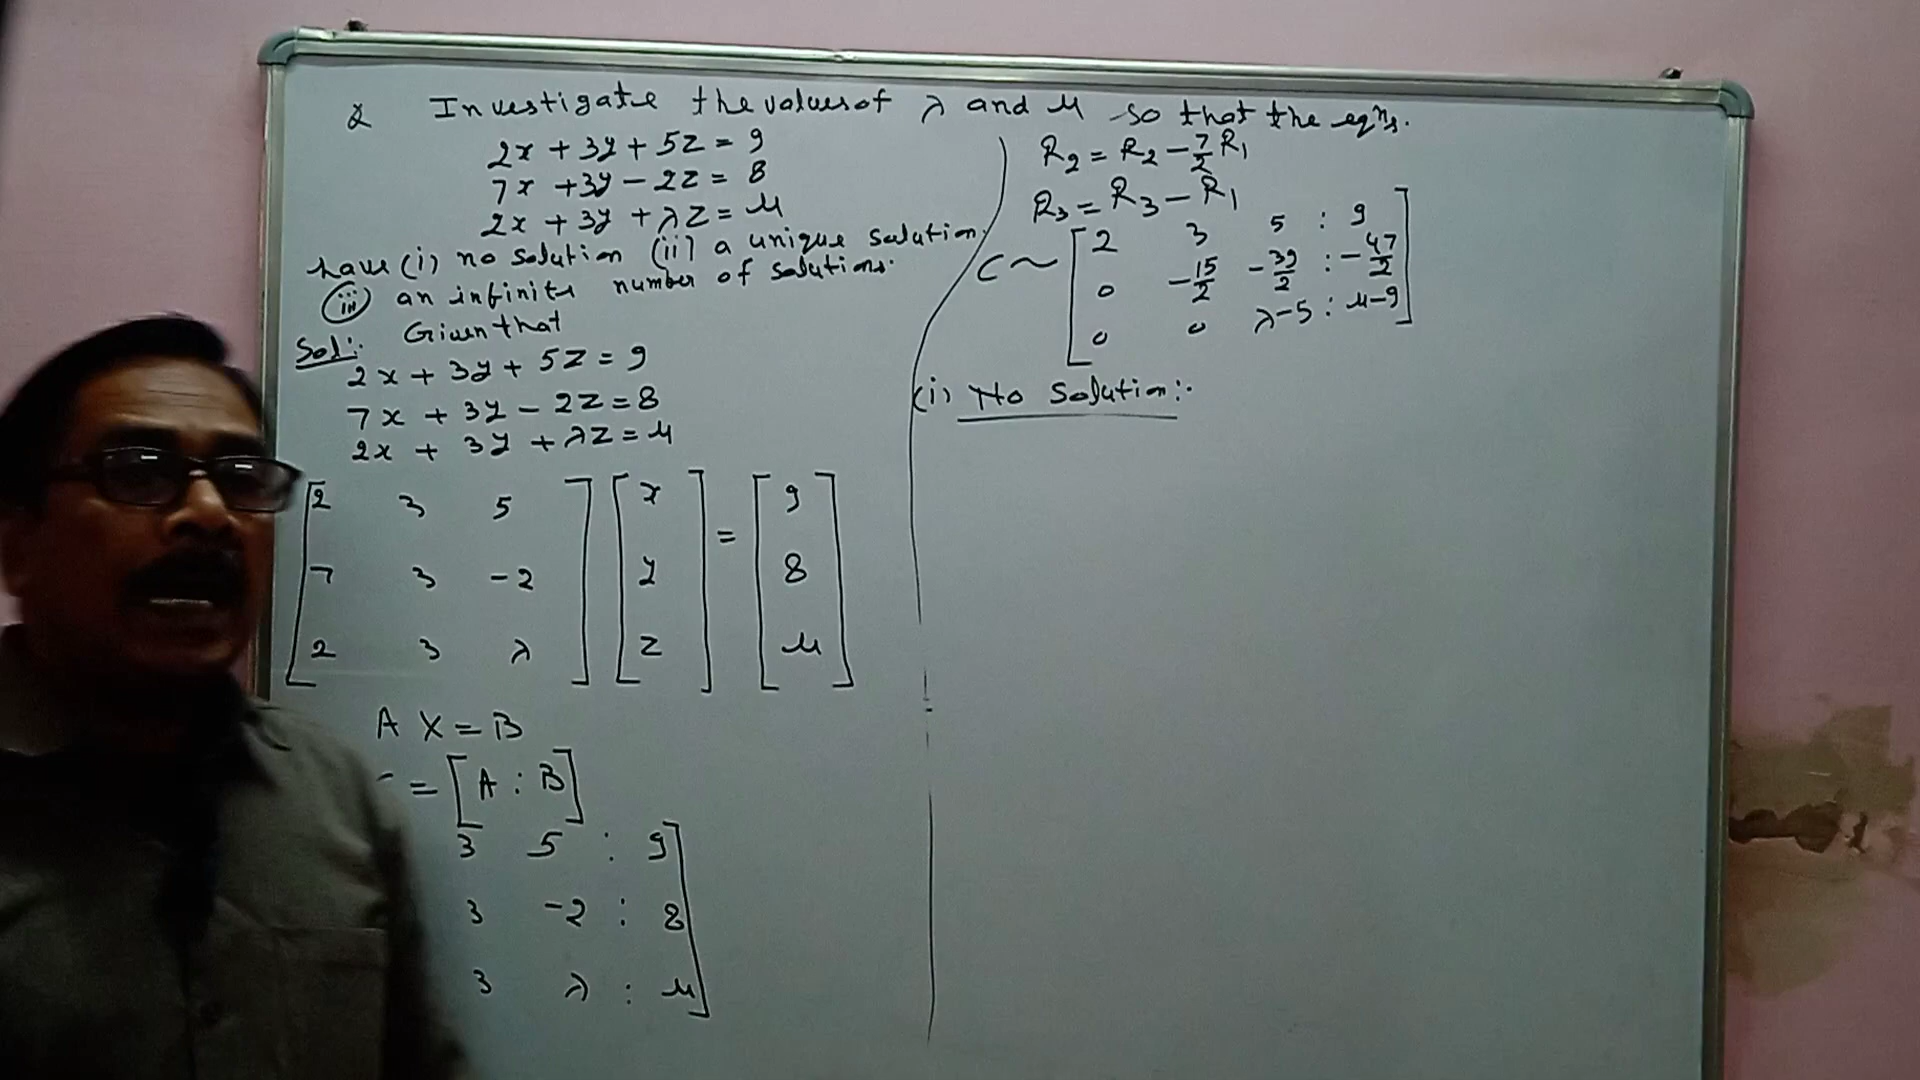 Q Investigate the values of λ and μ so that the eqns.
2x + 3y + 5z = 9
7x + 3y - 2z = 8
2x + 3y + λz = μ
have (i) no solution (ii) a unique solution.
(iii) an infinite number of solutions.
Sol:. Given that
2x + 3y + 5z = 9
7x + 3y - 2z = 8
2x + 3y + λz = μ
[2 3 5 ] [x] = [9]
[7 3 -2 ] [y] [8]
[2 3 λ ] [z] [μ]
A X = B
= [A : B]
3 5 : 9]
3 -2 : 8
3 λ : μ]
R2 = R2 - 7/2 R1
R3 = R3 - R1
C ~ [2 3 5 : 9]
[0 -15/2 -39/2 : -47/2]
[0 0 λ-5 : μ-9]
(i) No Solution:.